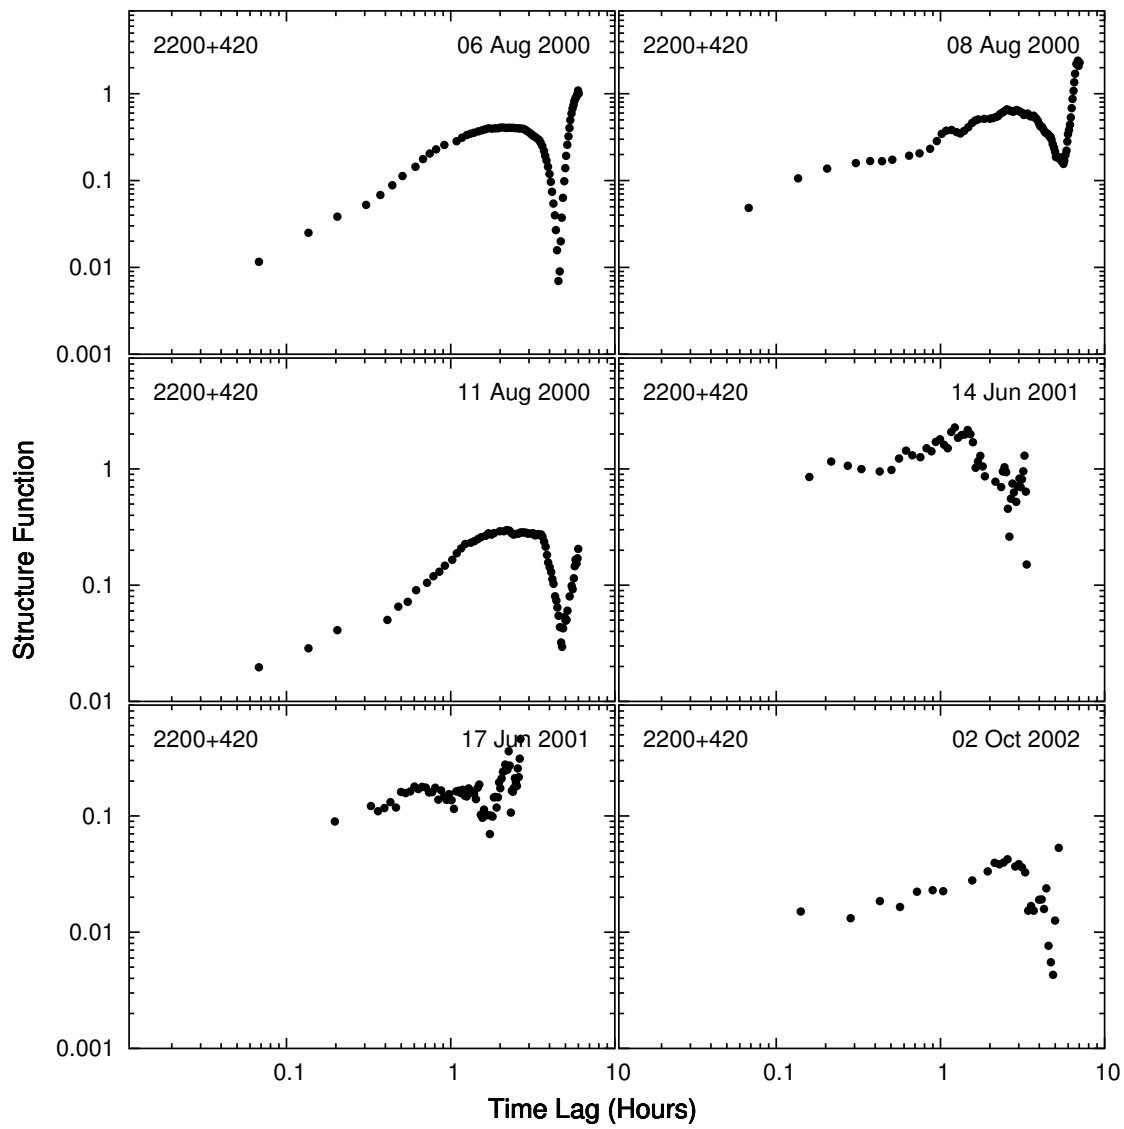 2200+420 06 Aug 2000 2200+420 08 Aug 2000
1
0.1
0.01
0.001
2200+420 11 Aug 2000 2200+420 14 Jun 2001
1
0.1
0.01
Structure Function
2200+420 17 Jun 2001 2200+420 02 Oct 2002
0.1
0.01
0.001
0.1 1 10 0.1 1 10
Time Lag (Hours)